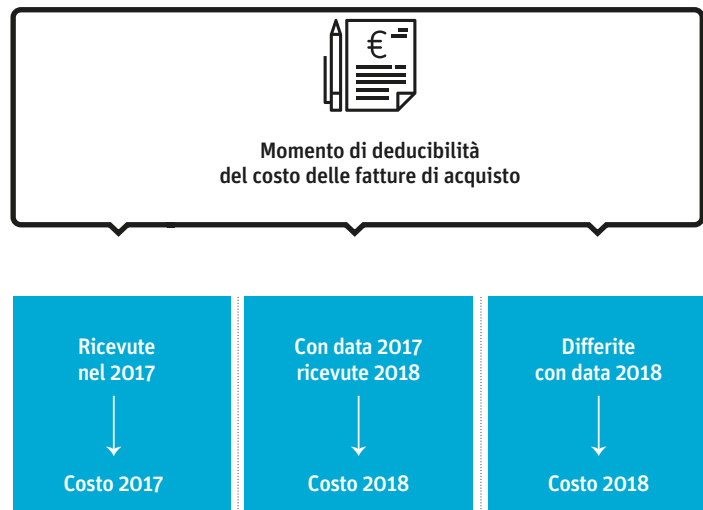 €
Momento di deducibilità
del costo delle fatture di acquisto
Ricevute
nel 2017
Costo 2017
Con data 2017
ricevute 2018
Costo 2018
Differite
con data 2018
Costo 2018